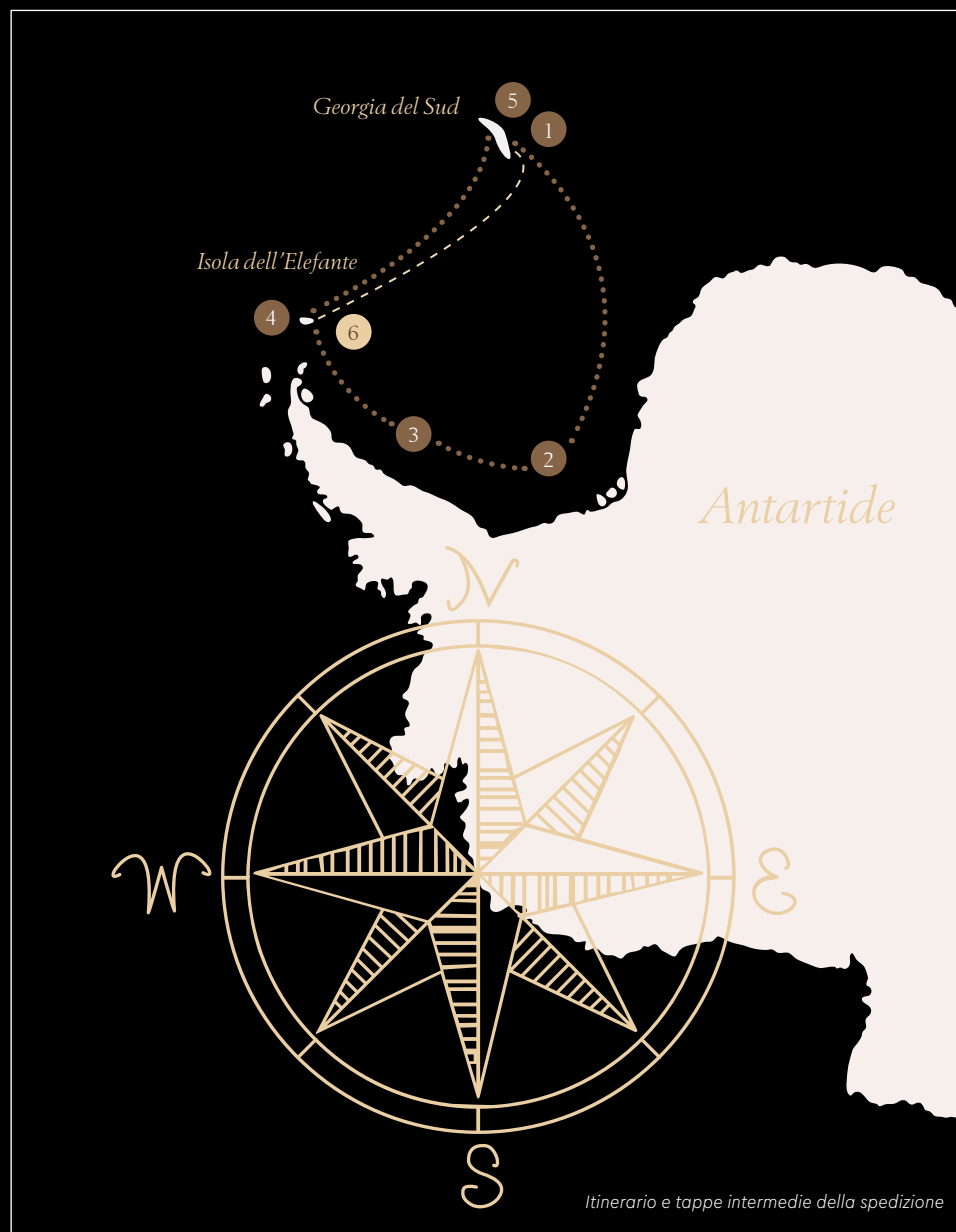 5
Georgia del Sud
1
Isola dell'Elefante
4
6
3
2
Antartide
N
W
E
S
Itinerario e tappe intermedie della spedizione